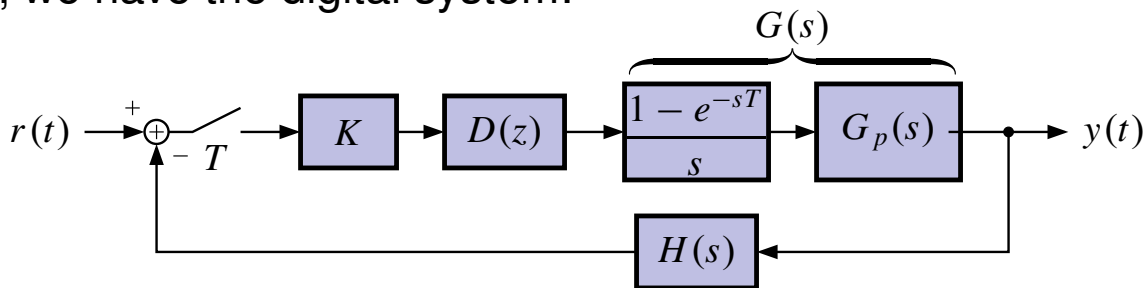 , we have the digital system:
G(s)
r(t) + + − T K D(z) 1 − e^{−sT} / s G_p(s) y(t)
H(s)